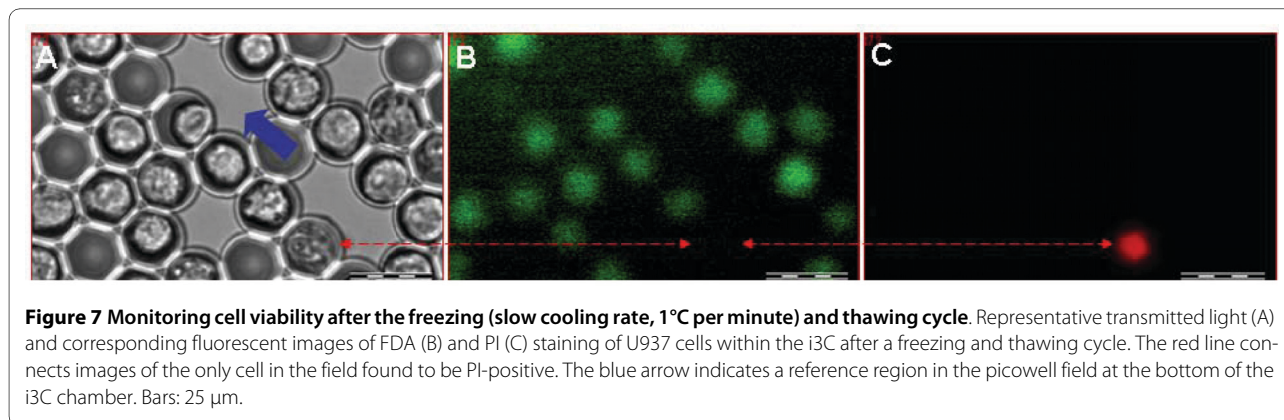 A
B
C
Figure 7 Monitoring cell viability after the freezing (slow cooling rate, 1°C per minute) and thawing cycle. Representative transmitted light (A)
and corresponding fluorescent images of FDA (B) and PI (C) staining of U937 cells within the i3C after a freezing and thawing cycle. The red line con-
nects images of the only cell in the field found to be PI-positive. The blue arrow indicates a reference region in the picowell field at the bottom of the
i3C chamber. Bars: 25 μm.